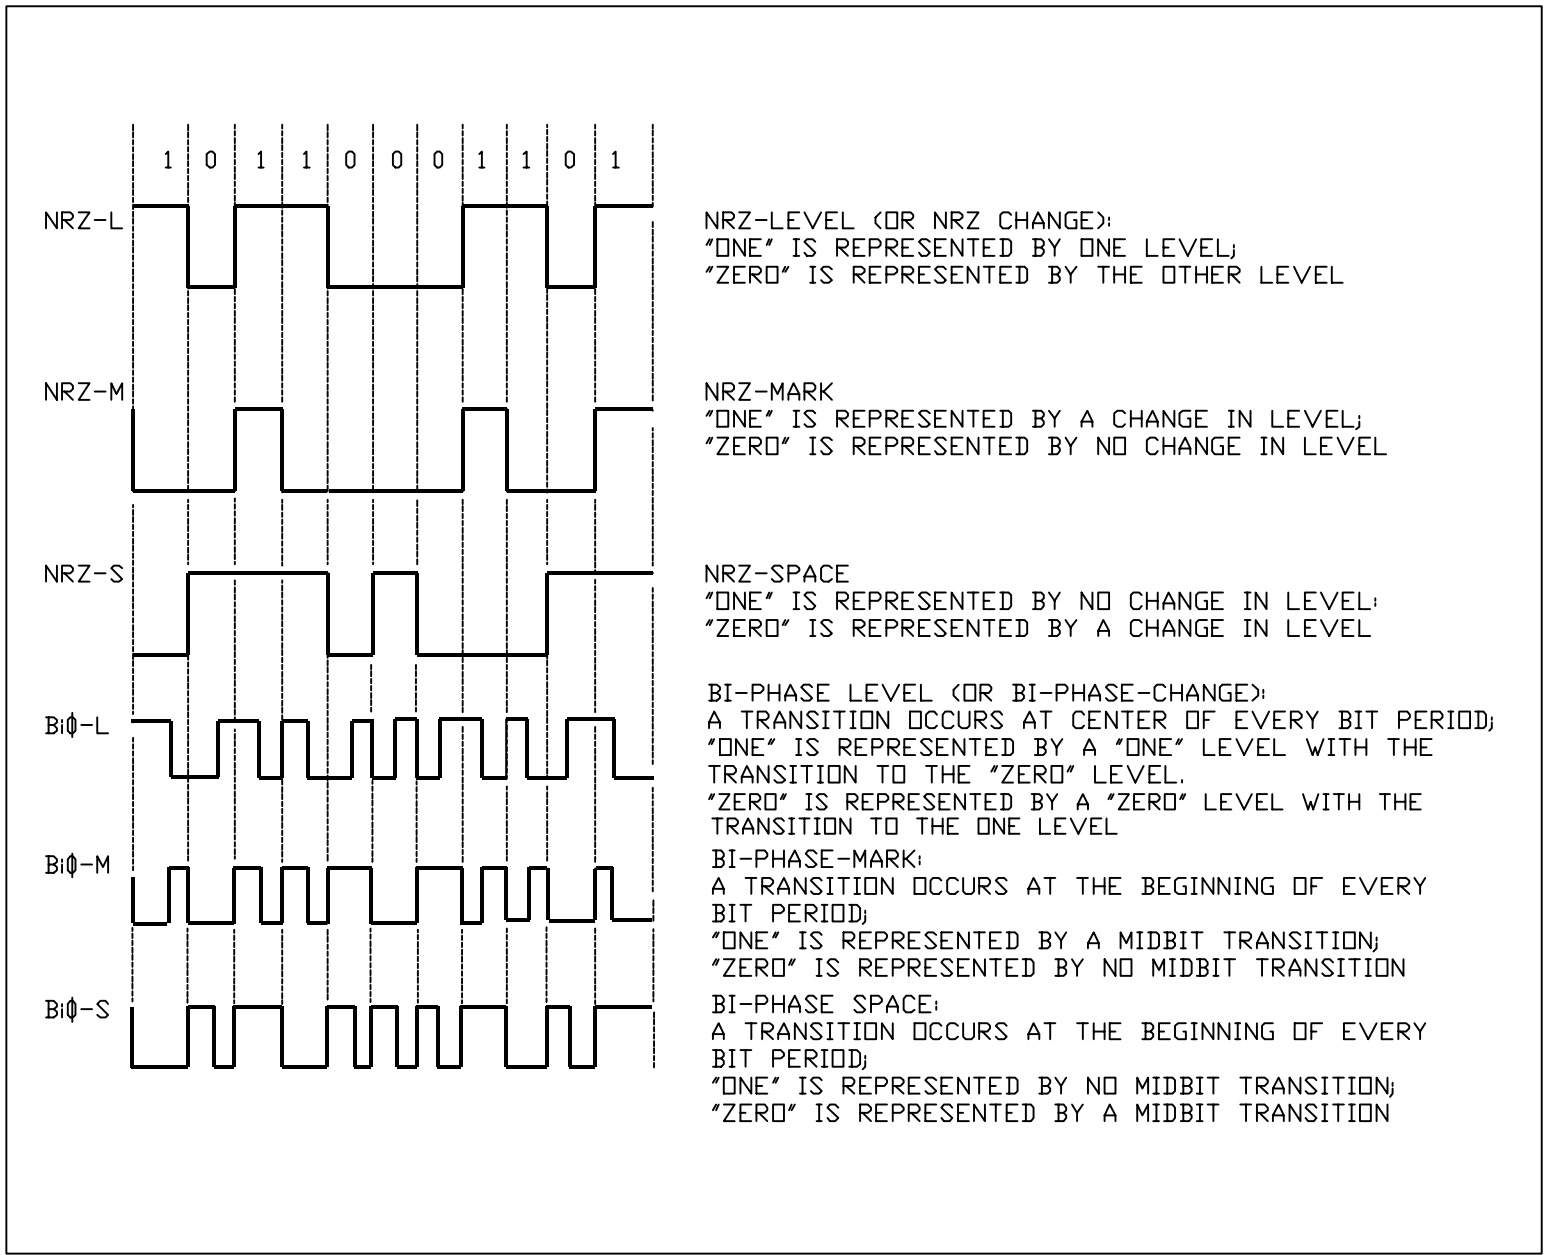 1 0 1 1 0 0 0 1 1 0 1
NRZ-L
NRZ-LEVEL (OR NRZ CHANGE):
"ONE" IS REPRESENTED BY ONE LEVEL;
"ZERO" IS REPRESENTED BY THE OTHER LEVEL
NRZ-M
NRZ-MARK
"ONE" IS REPRESENTED BY A CHANGE IN LEVEL;
"ZERO" IS REPRESENTED BY NO CHANGE IN LEVEL
NRZ-S
NRZ-SPACE
"ONE" IS REPRESENTED BY NO CHANGE IN LEVEL:
"ZERO" IS REPRESENTED BY A CHANGE IN LEVEL
Biϕ-L
BI-PHASE LEVEL (OR BI-PHASE-CHANGE):
A TRANSITION OCCURS AT CENTER OF EVERY BIT PERIOD;
"ONE" IS REPRESENTED BY A "ONE" LEVEL WITH THE
TRANSITION TO THE "ZERO" LEVEL.
"ZERO" IS REPRESENTED BY A "ZERO" LEVEL WITH THE
TRANSITION TO THE ONE LEVEL
Biϕ-M
BI-PHASE-MARK:
A TRANSITION OCCURS AT THE BEGINNING OF EVERY
BIT PERIOD;
"ONE" IS REPRESENTED BY A MIDBIT TRANSITION;
"ZERO" IS REPRESENTED BY NO MIDBIT TRANSITION
Biϕ-S
BI-PHASE SPACE:
A TRANSITION OCCURS AT THE BEGINNING OF EVERY
BIT PERIOD;
"ONE" IS REPRESENTED BY NO MIDBIT TRANSITION;
"ZERO" IS REPRESENTED BY A MIDBIT TRANSITION